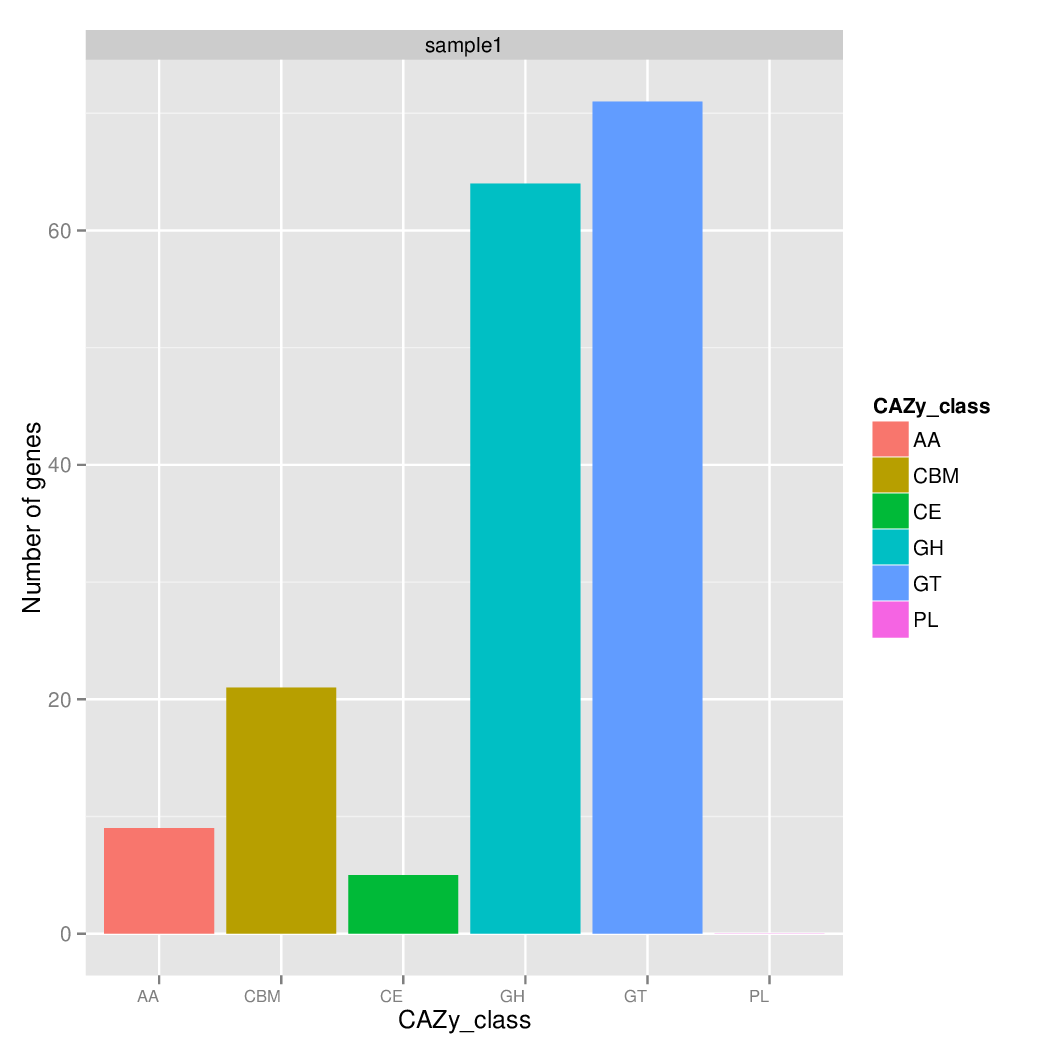 sample1
Number of genes
60
40
20
0
AA
CBM
CE
GH
GT
PL
CAZy_class
CAZy_class
AA
CBM
CE
GH
GT
PL